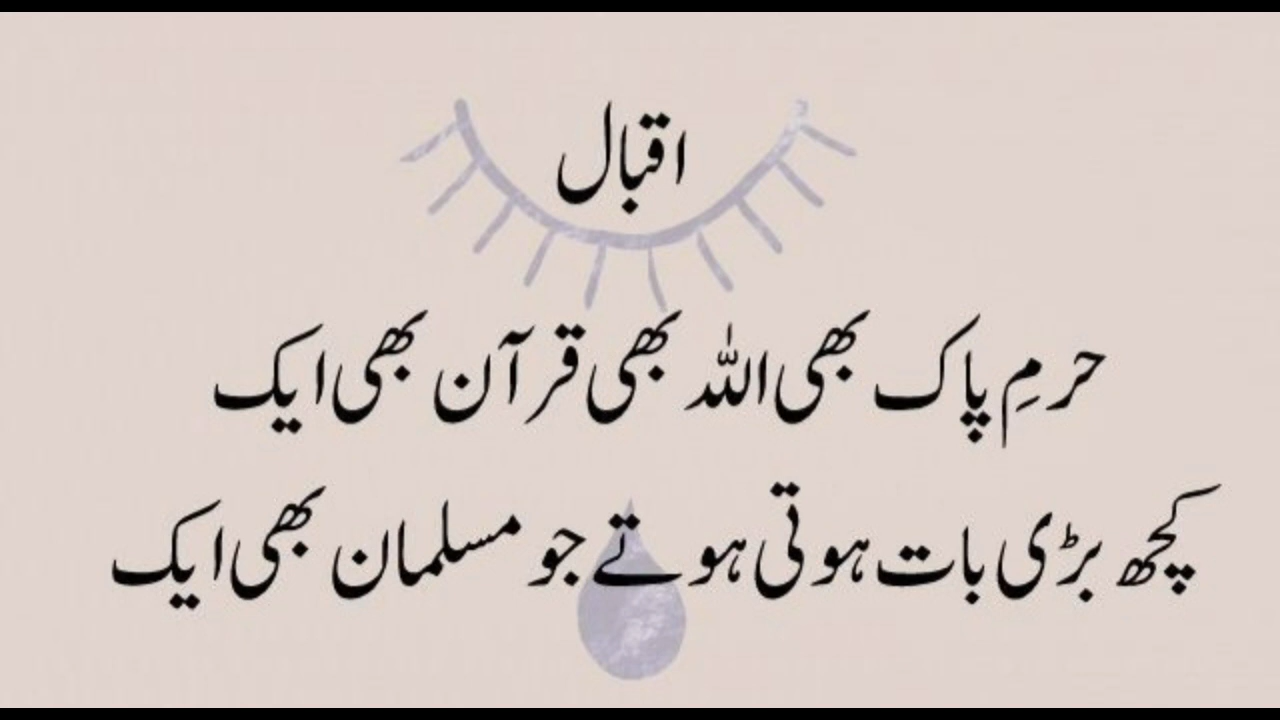 اقبال
حرمِ پاک بھی اللہ بھی قرآن بھی ایک
کچھ بڑی بات ہوتی ہوتے جو مسلمان بھی ایک